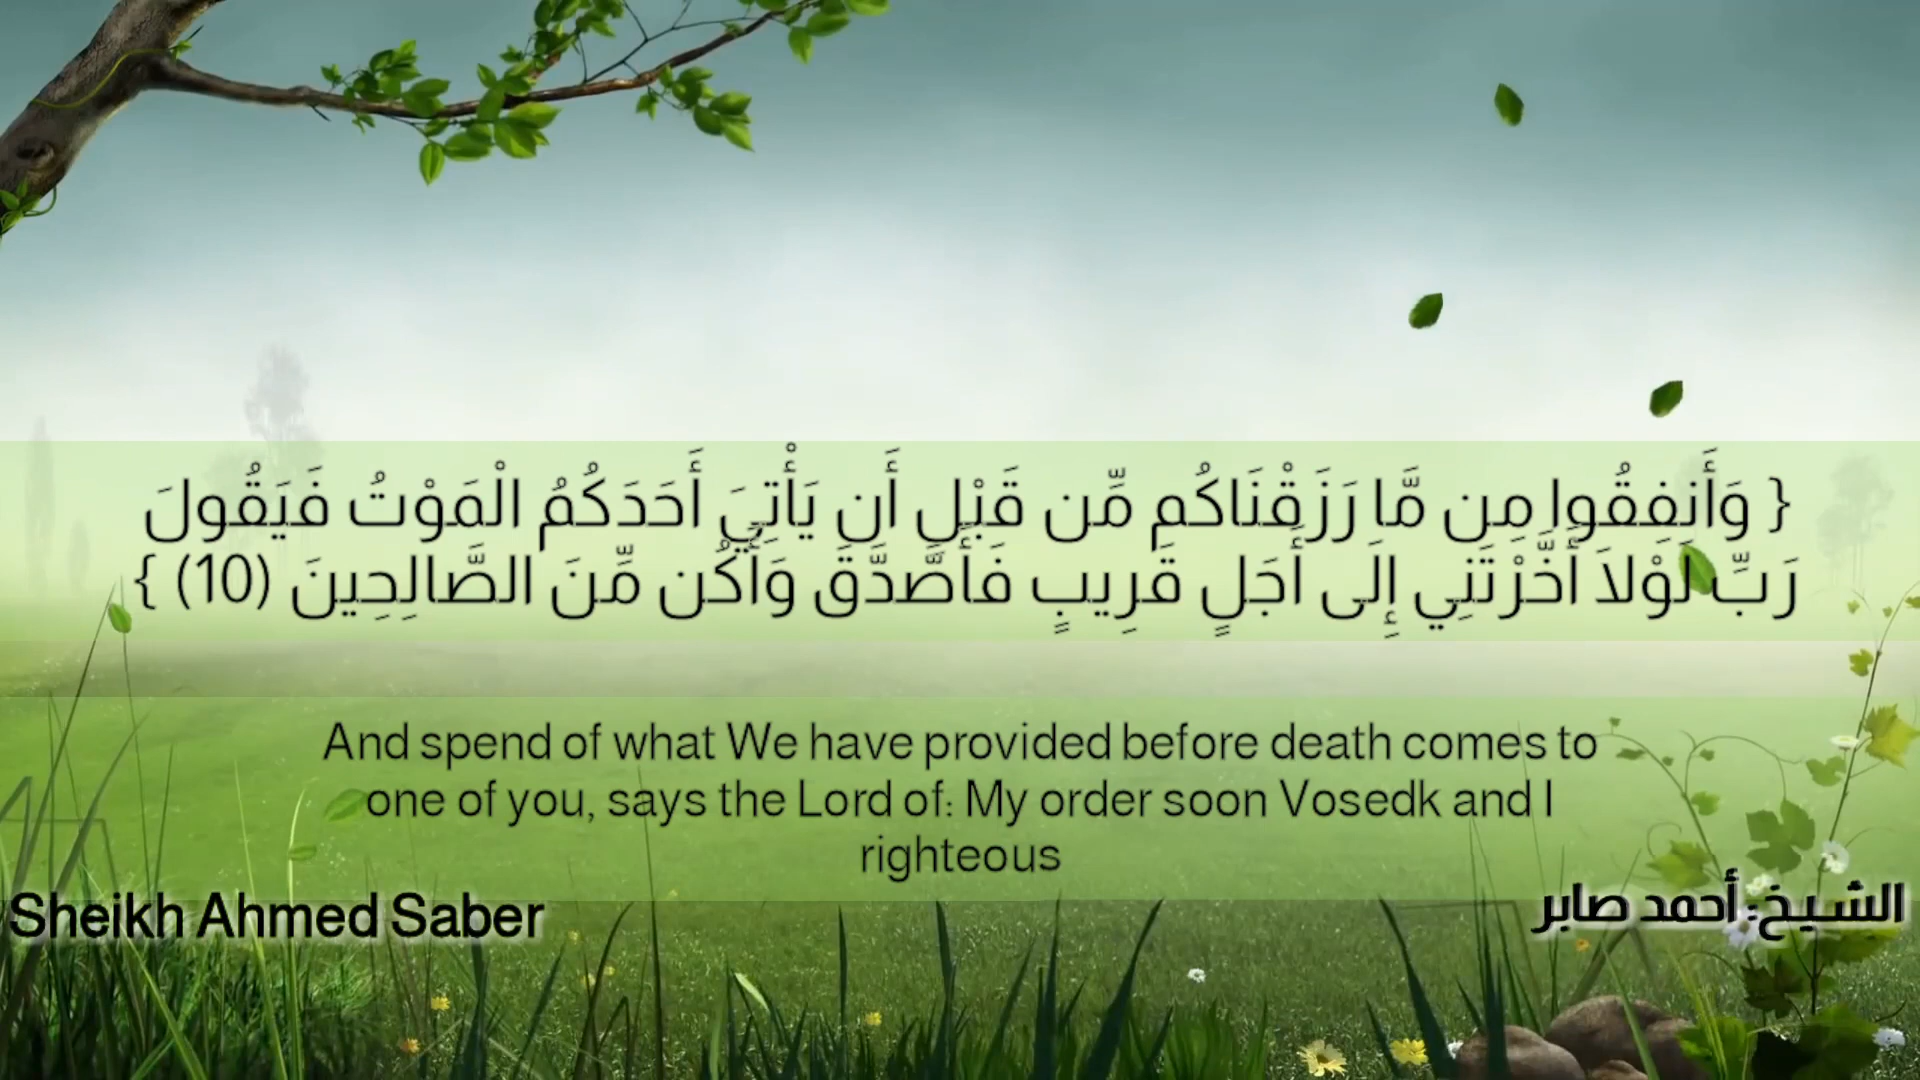 { وَأَنفِقُوا مِن مَّا رَزَقْنَاكُم مِّن قَبْلِ أَن يَأْتِيَ أَحَدَكُمُ الْمَوْتُ فَيَقُولَ
رَبِّ لَوْلاَ أَخَّرْتَنِي إِلَى أَجَلٍ قَرِيبٍ فَأَصَّدَّقَ وَأَكُن مِّنَ الصَّالِحِينَ (10) }
And spend of what We have provided before death comes to
one of you, says the Lord of: My order soon Vosedk and I
righteous
Sheikh Ahmed Saber
الشيخ: أحمد صابر